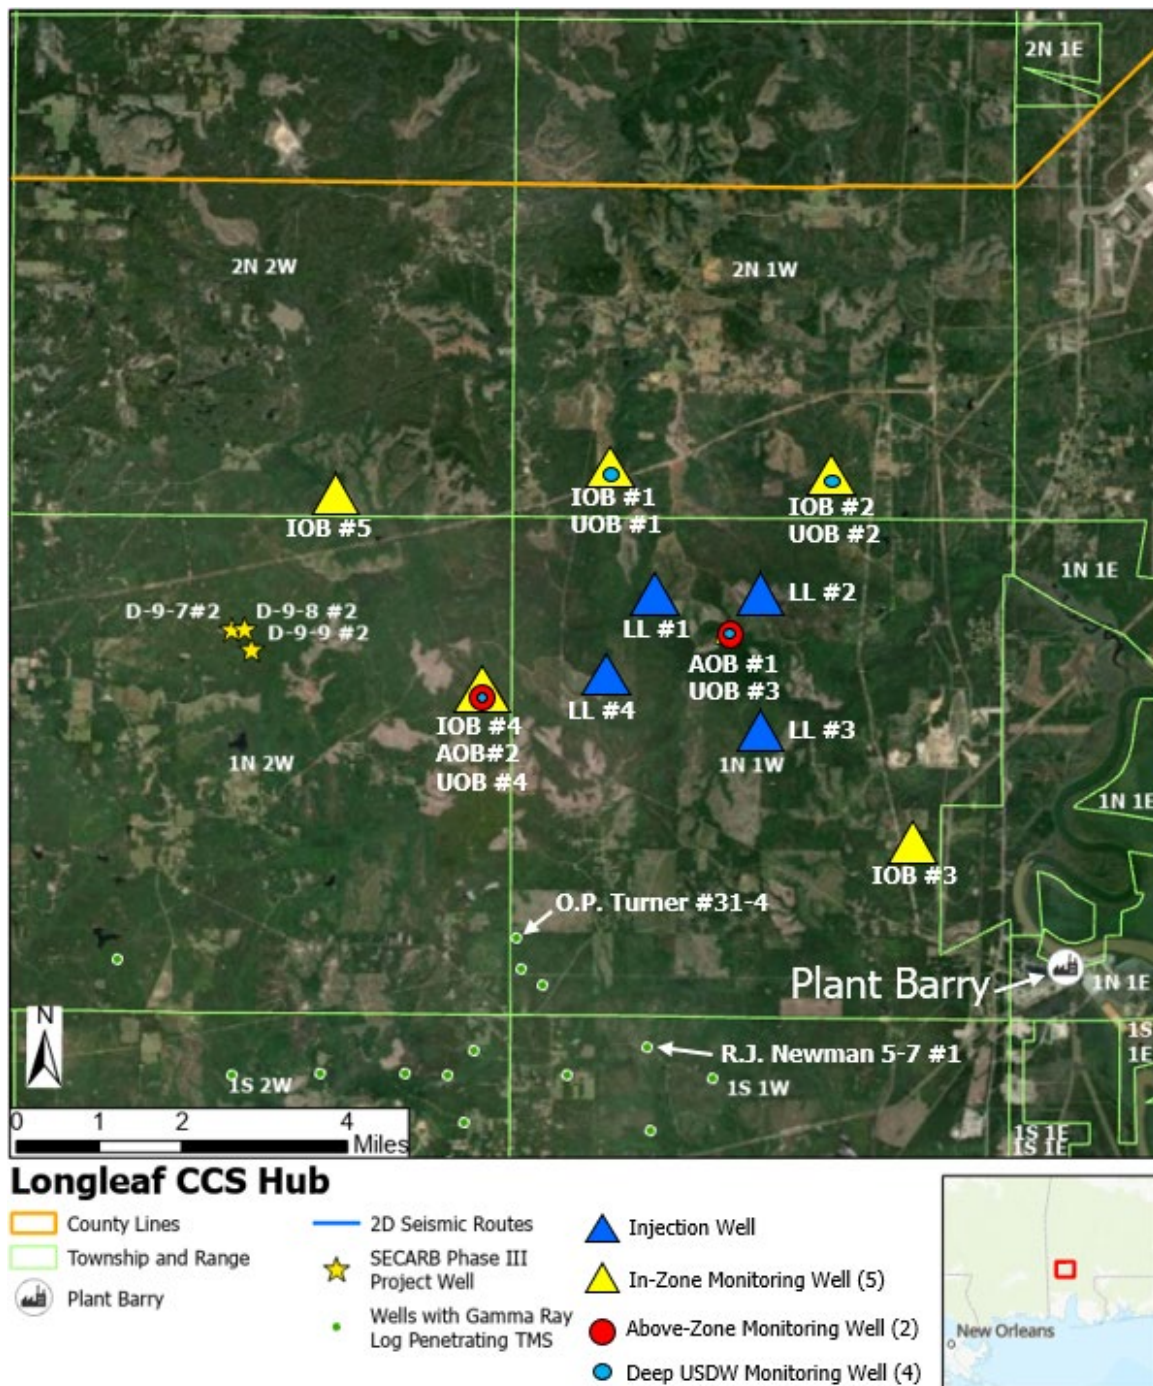 2N 1E
2N 2W
2N 1W
IOB #1
UOB #1
IOB #2
UOB #2
IOB #5
1N 1E
D-9-7#2
D-9-8 #2
D-9-9 #2
LL #1
LL #2
AOB #1
UOB #3
LL #4
IOB #4
AOB#2
UOB #4
LL #3
1N 2W
1N 1W
1N 1E
IOB #3
O.P. Turner #31-4
Plant Barry
1N 1E
N
R.J. Newman 5-7 #1
1S
1E
1S 2W
1S 1W
0 1 2 4
Miles
1S 1E
1S 1E
Longleaf CCS Hub
County Lines
Township and Range
Plant Barry
2D Seismic Routes
SECARB Phase III
Project Well
Wells with Gamma Ray
Log Penetrating TMS
Injection Well
In-Zone Monitoring Well (5)
Above-Zone Monitoring Well (2)
Deep USDW Monitoring Well (4)
New Orleans